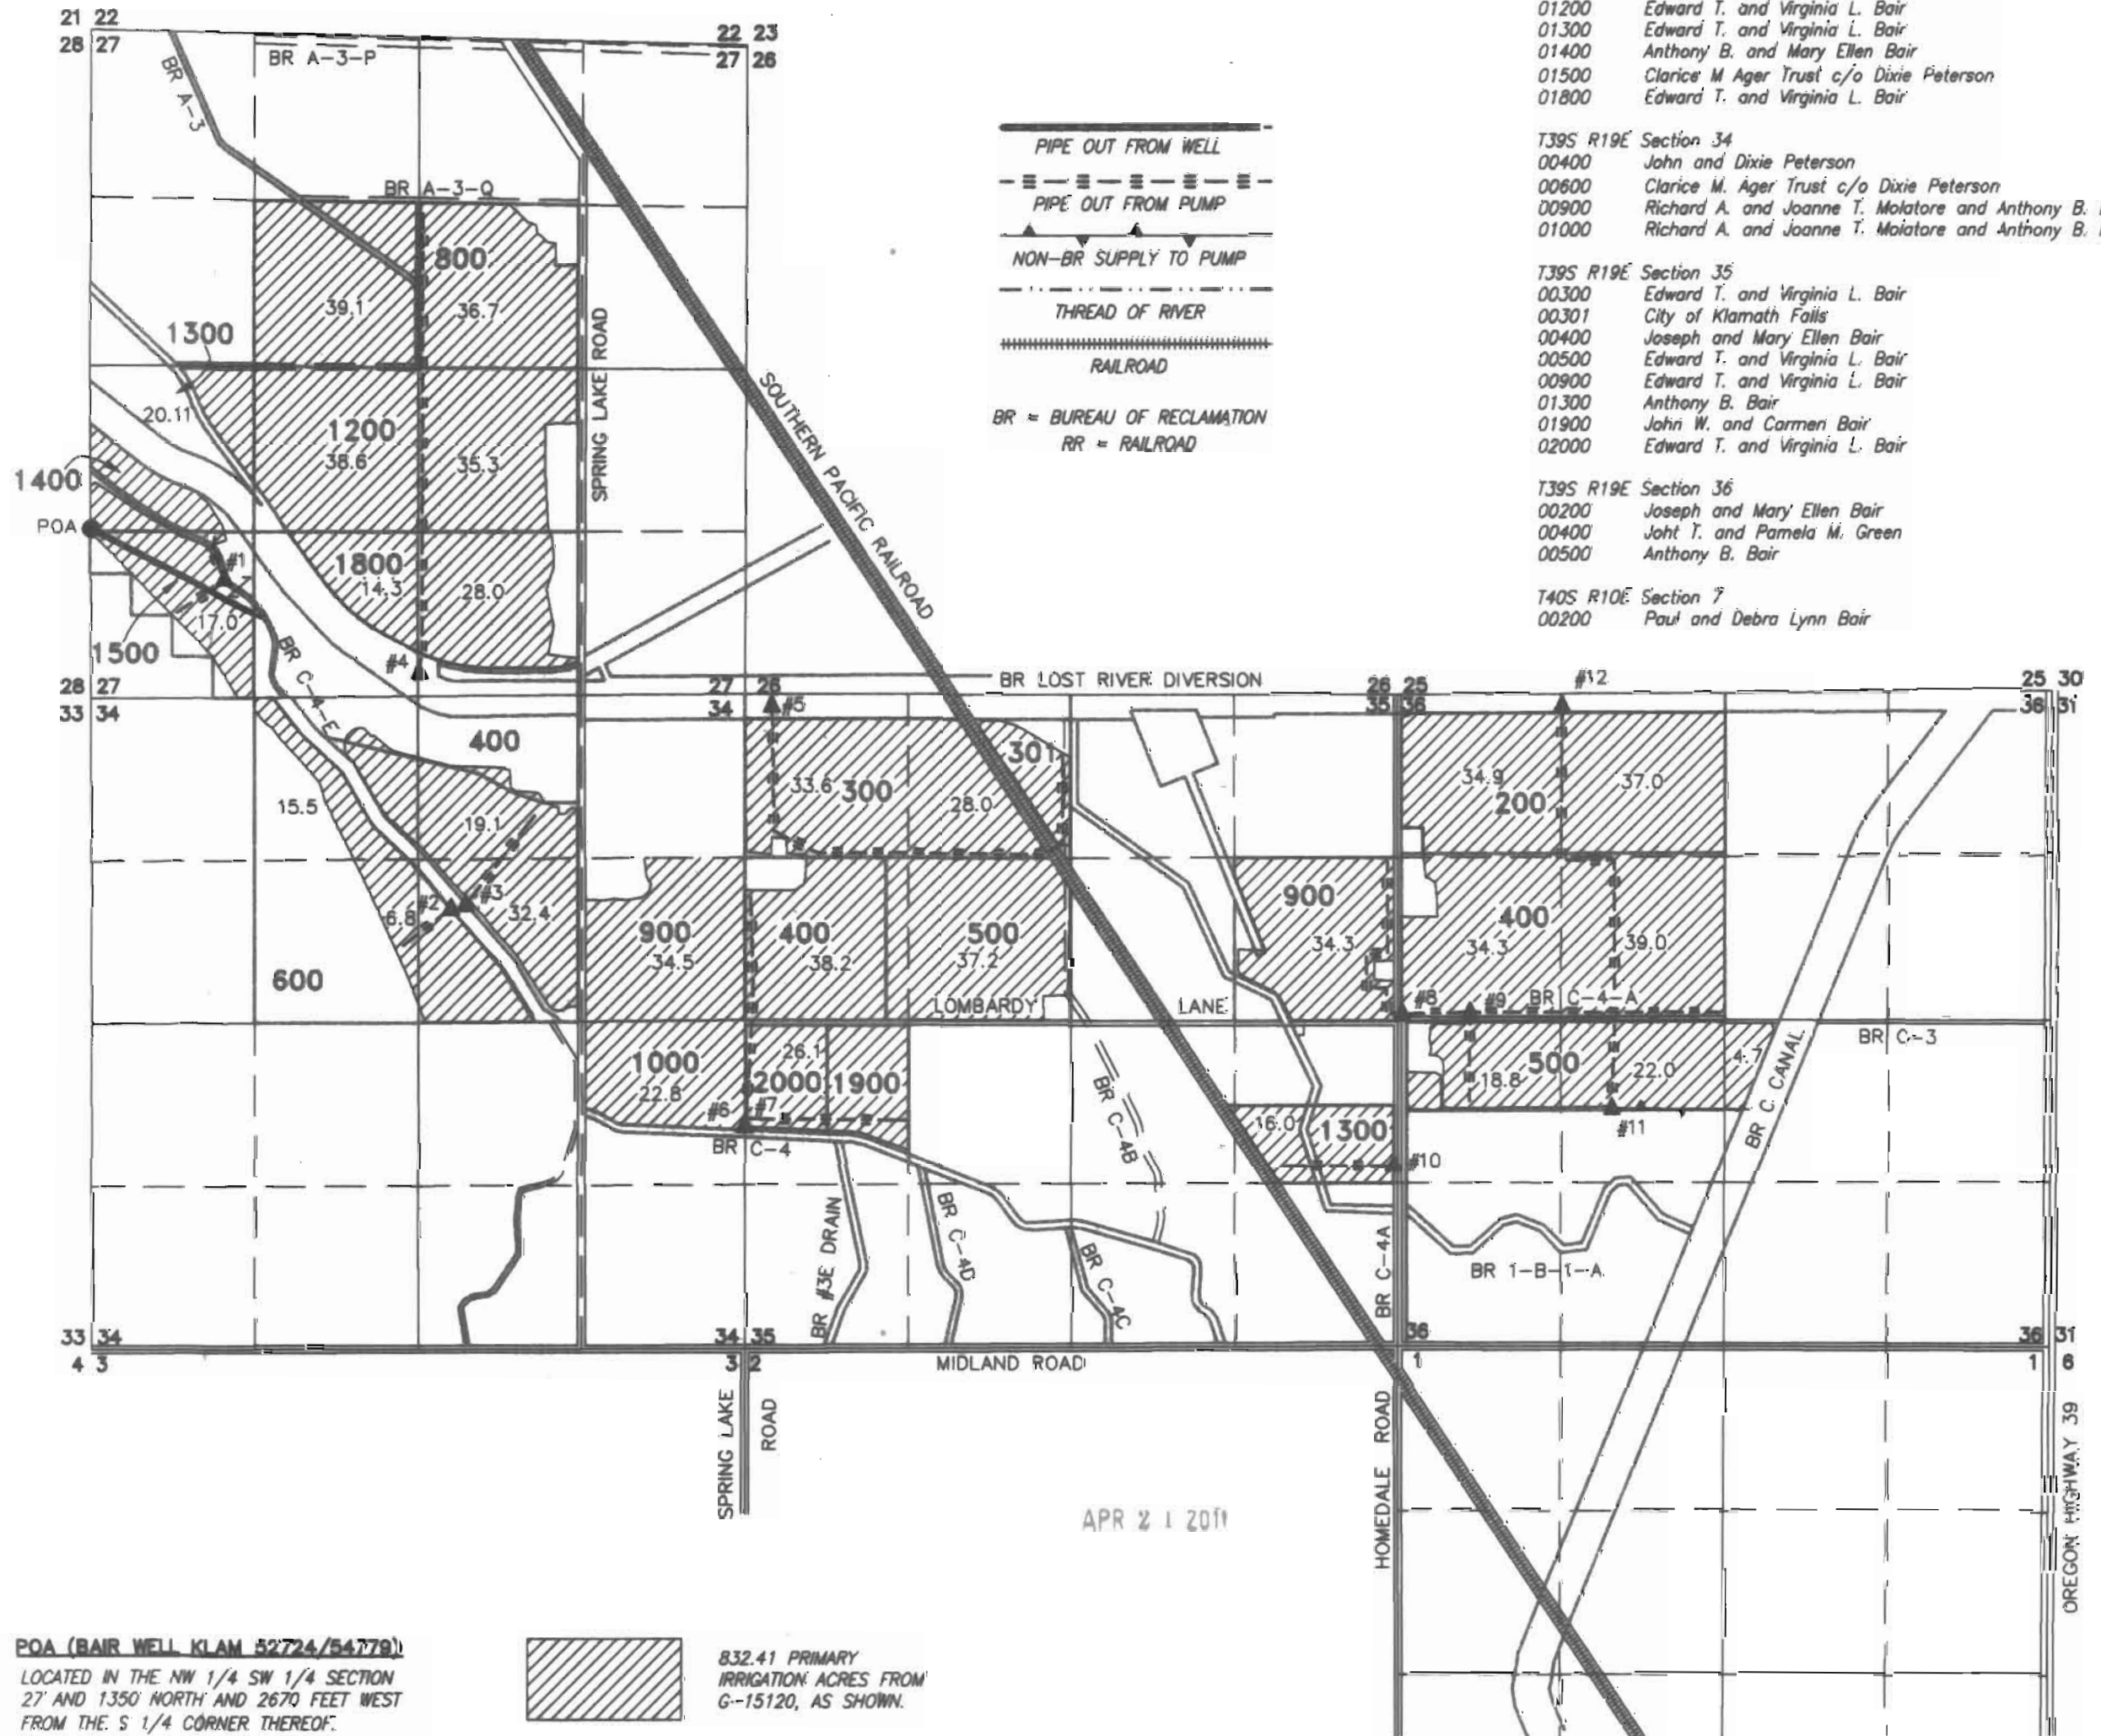 01200 Edward T. and Virginia L. Bair
01300 Edward T. and Virginia L. Bair
01400 Anthony B. and Mary Ellen Bair
01500 Clarice M Ager Trust c/o Dixie Peterson
01800 Edward T. and Virginia L. Bair
T39S R19E Section 34
00400 John and Dixie Peterson
00600 Clarice M. Ager Trust c/o Dixie Peterson
00900 Richard A. and Joanne T. Molatore and Anthony B.
01000 Richard A. and Joanne T. Molatore and Anthony B.
T39S R19E Section 35
00300 Edward T. and Virginia L. Bair
00301 City of Klamath Falls
00400 Joseph and Mary Ellen Bair
00500 Edward T. and Virginia L. Bair
00900 Edward T. and Virginia L. Bair
01300 Anthony B. Bair
01900 John W. and Carmen Bair
02000 Edward T. and Virginia L. Bair
T39S R19E Section 36
00200 Joseph and Mary Ellen Bair
00400 Joht T. and Pamela M. Green
00500 Anthony B. Bair
T40S R10E Section 7
00200 Paul and Debra Lynn Bair
PIPE OUT FROM WELL
PIPE OUT FROM PUMP
NON-BR SUPPLY TO PUMP
THREAD OF RIVER
RAILROAD
BR = BUREAU OF RECLAMATION
RR = RAILROAD
21 22
28 27
22 23
27 26
BR A-3-P
BR A-3
BR A-3-Q
800
39.1
36.7
1300
20.11
1200
38.6
35.3
1400
POA
#1
1800
14.3
28.0
17.0
1500
#4
BR C-4-E
SPRING LAKE ROAD
SOUTHERN PACIFIC RAILROAD
BR LOST RIVER DIVERSION
28 27
33 34
27 26
34
#5
26 25
35 36
#12
25 30
36 31
400
15.5
19.1
6.8
#2
#3
32.4
600
301
33.6
300
28.0
34.9
200
37.0
900
34.5
400
38.2
500
37.2
900
34.3
400
34.3
39.0
LOMBARDY LANE
#8
#9
BR C-4-A
BR C-3
1000
22.8
26.1
2000
1900
#6
#7
BR C-4
BR C-4B
16.0
1300
#10
500
18.8
22.0
4.7
#11
BR C CANAL
BR #3E DRAIN
BR C-4D
BR C-4C
BR C-4A
BR 1-B-1-A
33 34
4 3
34 35
3 2
MIDLAND ROAD
36
1
36 31
1 6
SPRING LAKE ROAD
HOMEDALE ROAD
OREGON HIGHWAY 39
APR 21 2011
POA (BAIR WELL KLAM 52724/54779)
LOCATED IN THE NW 1/4 SW 1/4 SECTION
27 AND 1350 NORTH AND 2670 FEET WEST
FROM THE S 1/4 CORNER THEREOF.
832.41 PRIMARY
IRRIGATION ACRES FROM
G-15120, AS SHOWN.